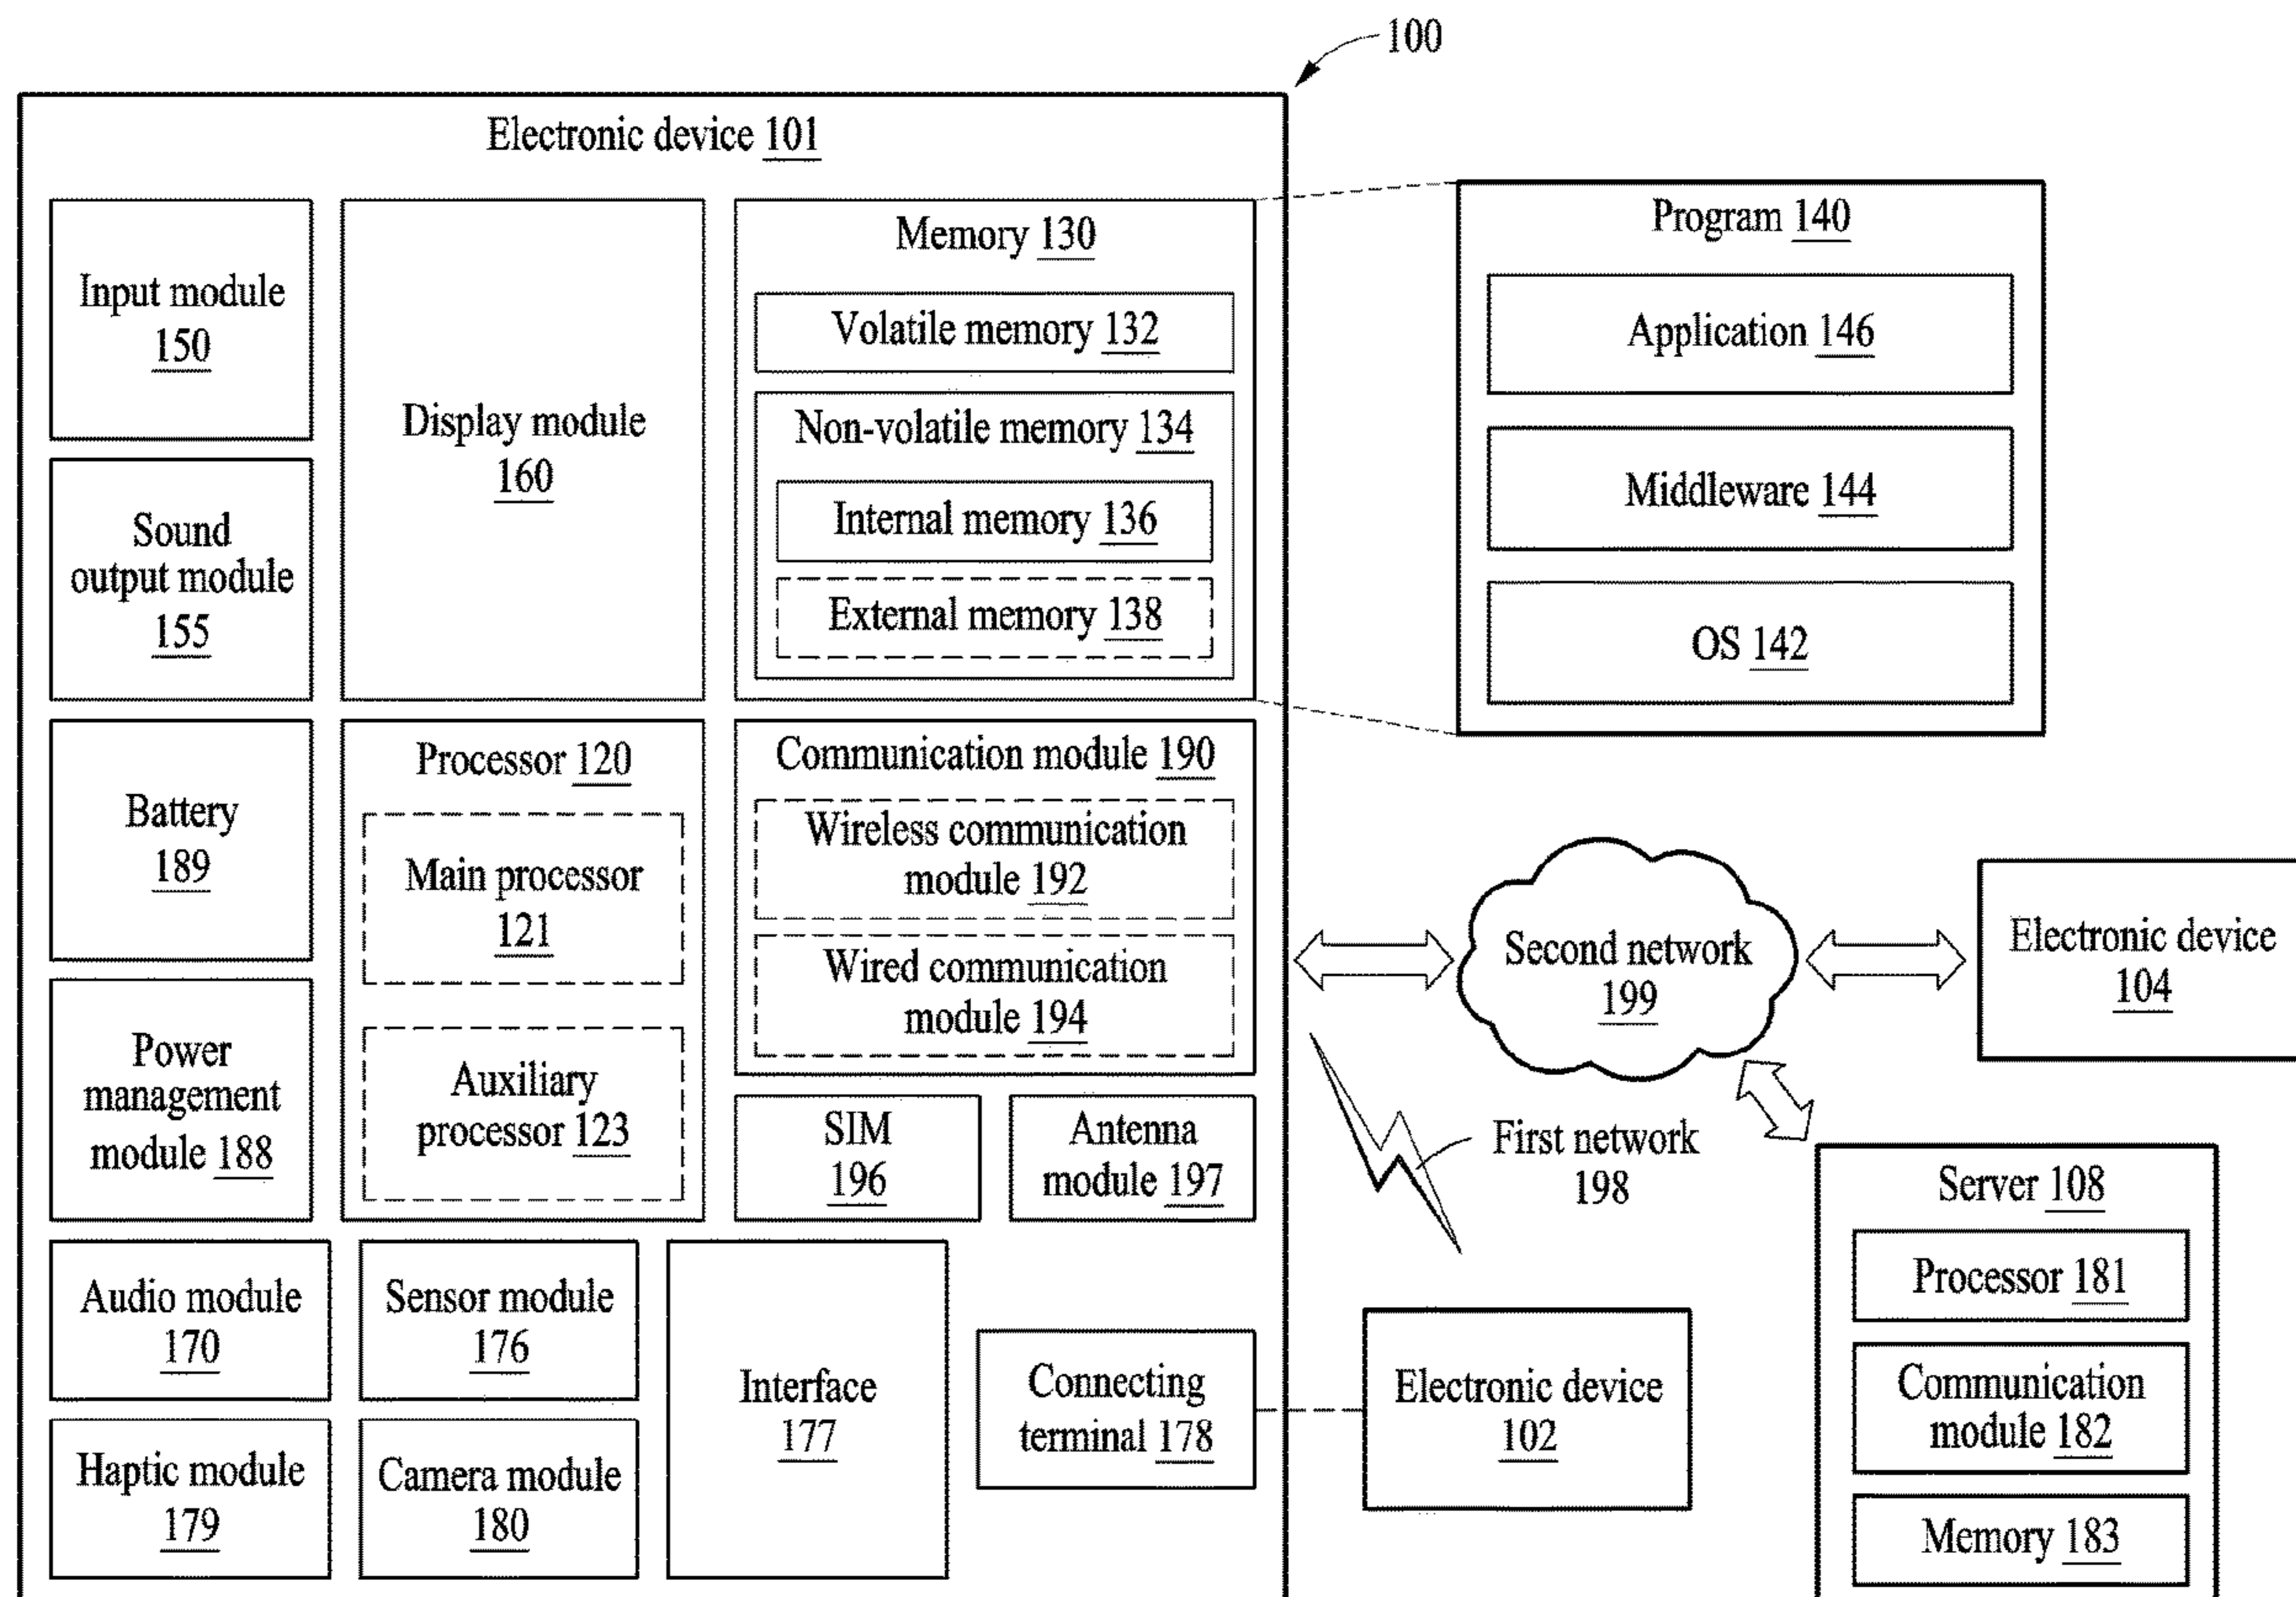 100
Electronic device 101
Input module
150
Sound
output module
155
Display module
160
Memory 130
Volatile memory 132
Non-volatile memory 134
Internal memory 136
External memory 138
Program 140
Application 146
Middleware 144
OS 142
Battery
189
Power
management
module 188
Processor 120
Main processor
121
Auxiliary
processor 123
Communication module 190
Wireless communication
module 192
Wired communication
module 194
SIM
196
Antenna
module 197
Second network
199
Electronic device
104
First network
198
Audio module
170
Sensor module
176
Haptic module
179
Camera module
180
Interface
177
Connecting
terminal 178
Electronic device
102
Server 108
Processor 181
Communication
module 182
Memory 183